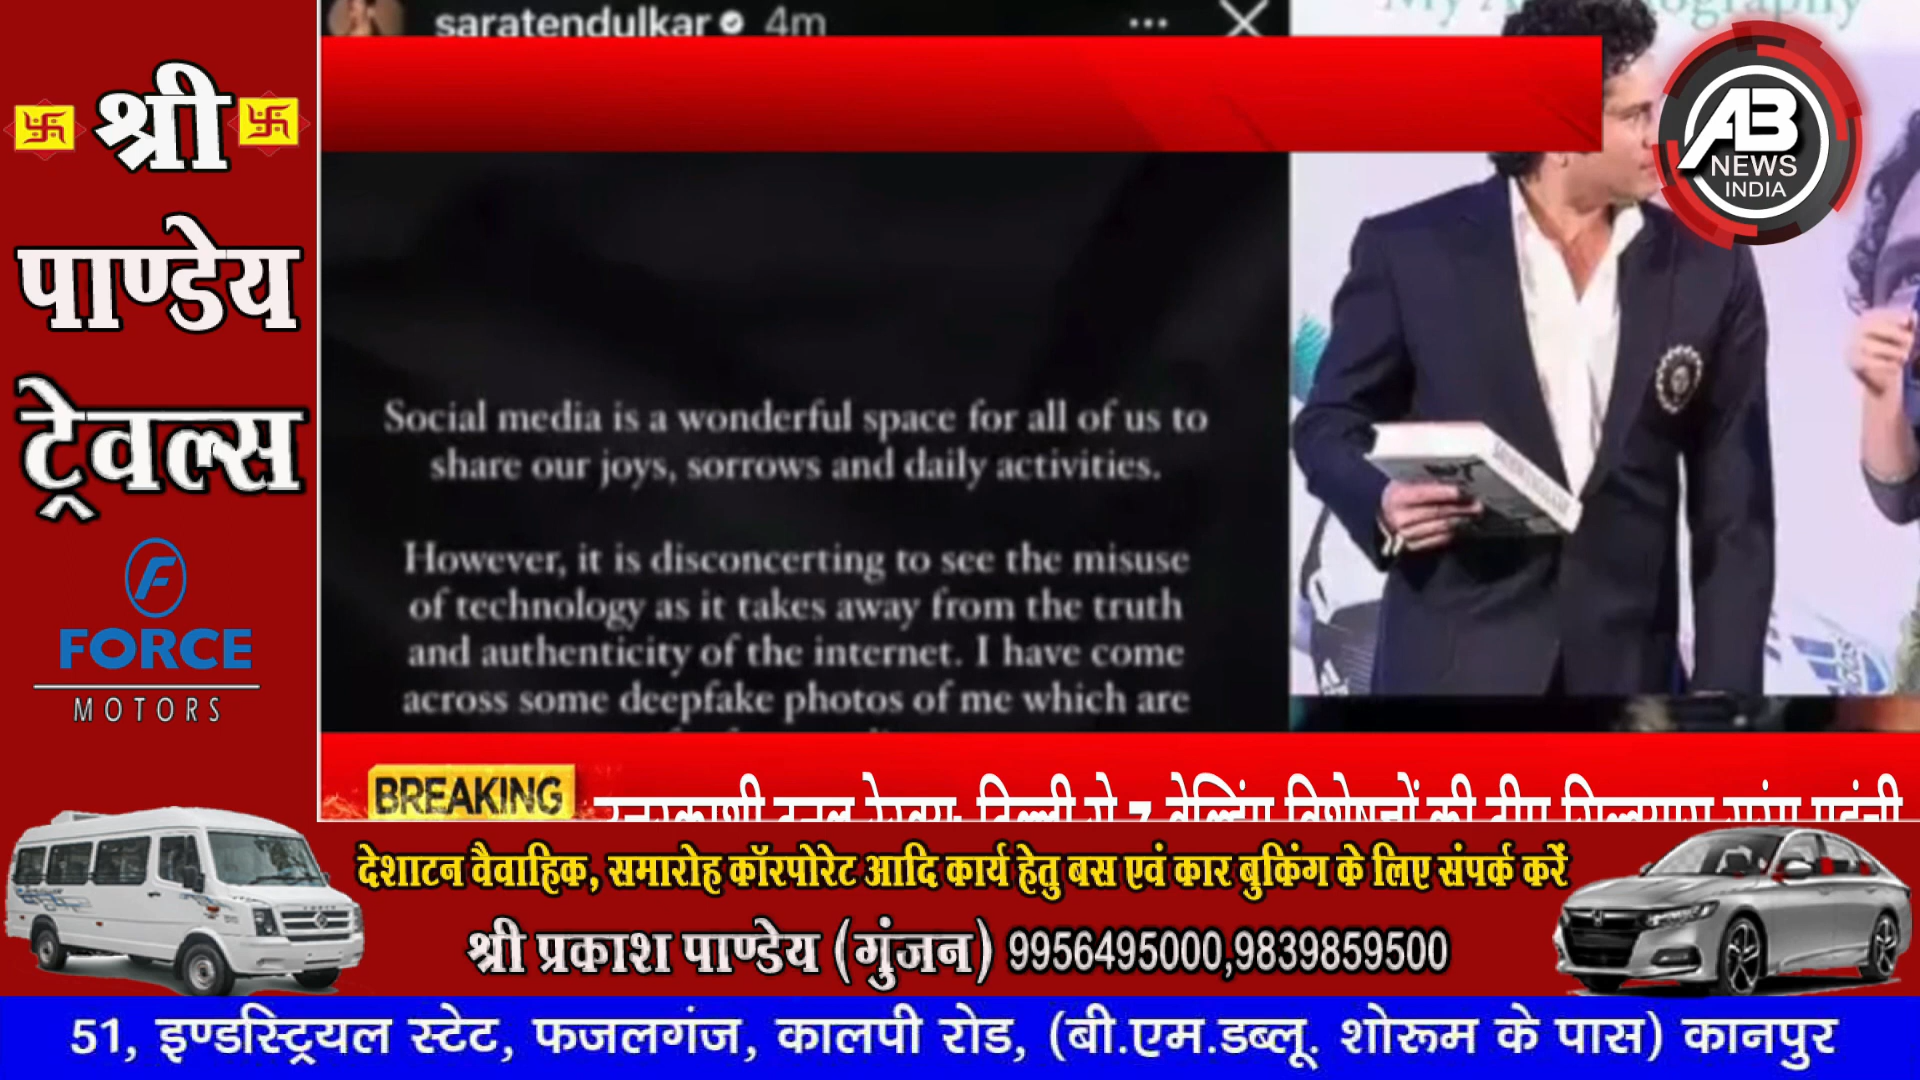 saratendulkar 4m
My A
AB
NEWS
INDIA
श्री
पाण्डेय
ट्रेवल्स
FORCE
MOTORS
Social media is a wonderful space for all of us to
share our joys, sorrows and daily activities.
However, it is disconcerting to see the misuse
of technology as it takes away from the truth
and authenticity of the internet. I have come
across some deepfake photos of me which are
BREAKING
दिल्ली से 7 वेल्डिंग विशेषज्ञों की टीम सिल्क्यारा सुरंग पहुंची
देशाटन वैवाहिक, समारोह कॉरपोरेट आदि कार्य हेतु बस एवं कार बुकिंग के लिए संपर्क करें
श्री प्रकाश पाण्डेय (गुंजन) 9956495000,9839859500
51, इण्डस्ट्रियल स्टेट, फजलगंज, कालपी रोड, (बी.एम.डब्लू. शोरूम के पास) कानपुर